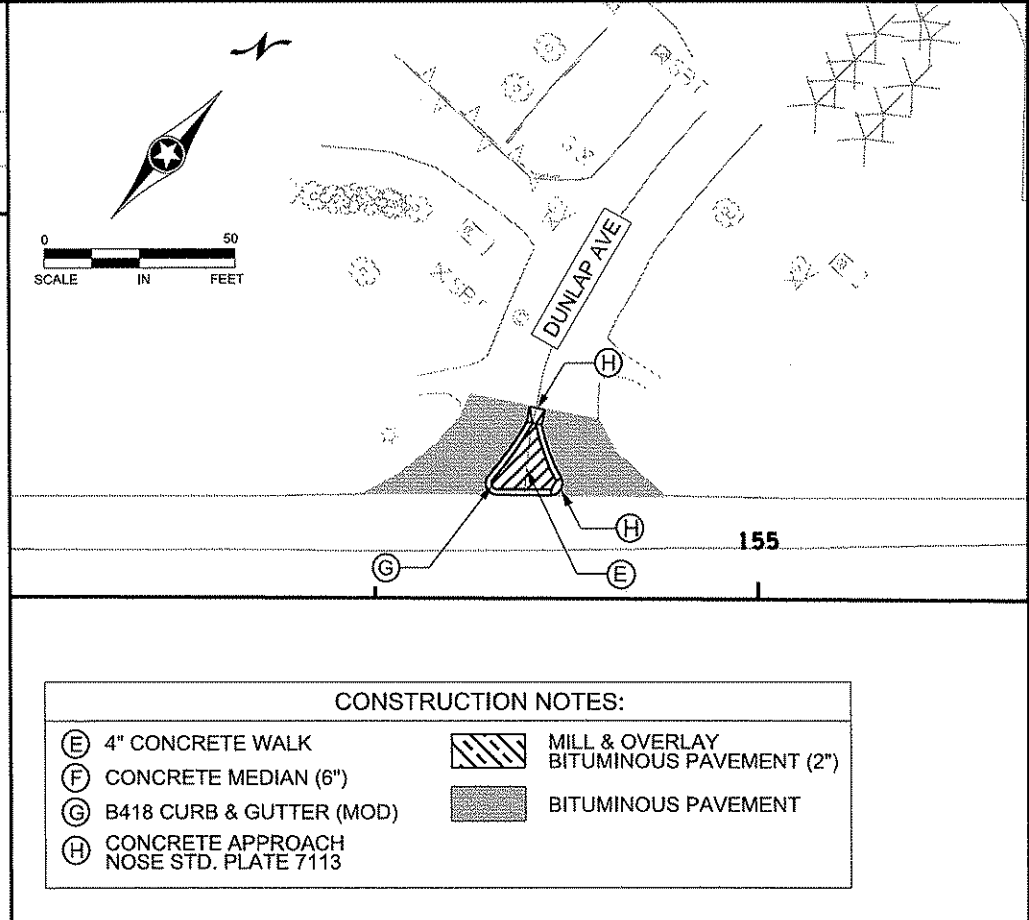 N
0 50
SCALE IN FEET
DUNLAP AVE
H
H
155
G
E
CONSTRUCTION NOTES:
E 4" CONCRETE WALK
F CONCRETE MEDIAN (6")
G B418 CURB & GUTTER (MOD)
H CONCRETE APPROACH
NOSE STD. PLATE 7113
MILL & OVERLAY
BITUMINOUS PAVEMENT (2")
BITUMINOUS PAVEMENT